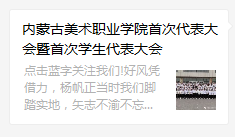 内蒙古美术职业学院首次代表大
会暨首次学生代表大会
点击蓝字关注我们!好风凭
借力，杨帆正当时我们脚
踏实地，矢志不渝不忘...